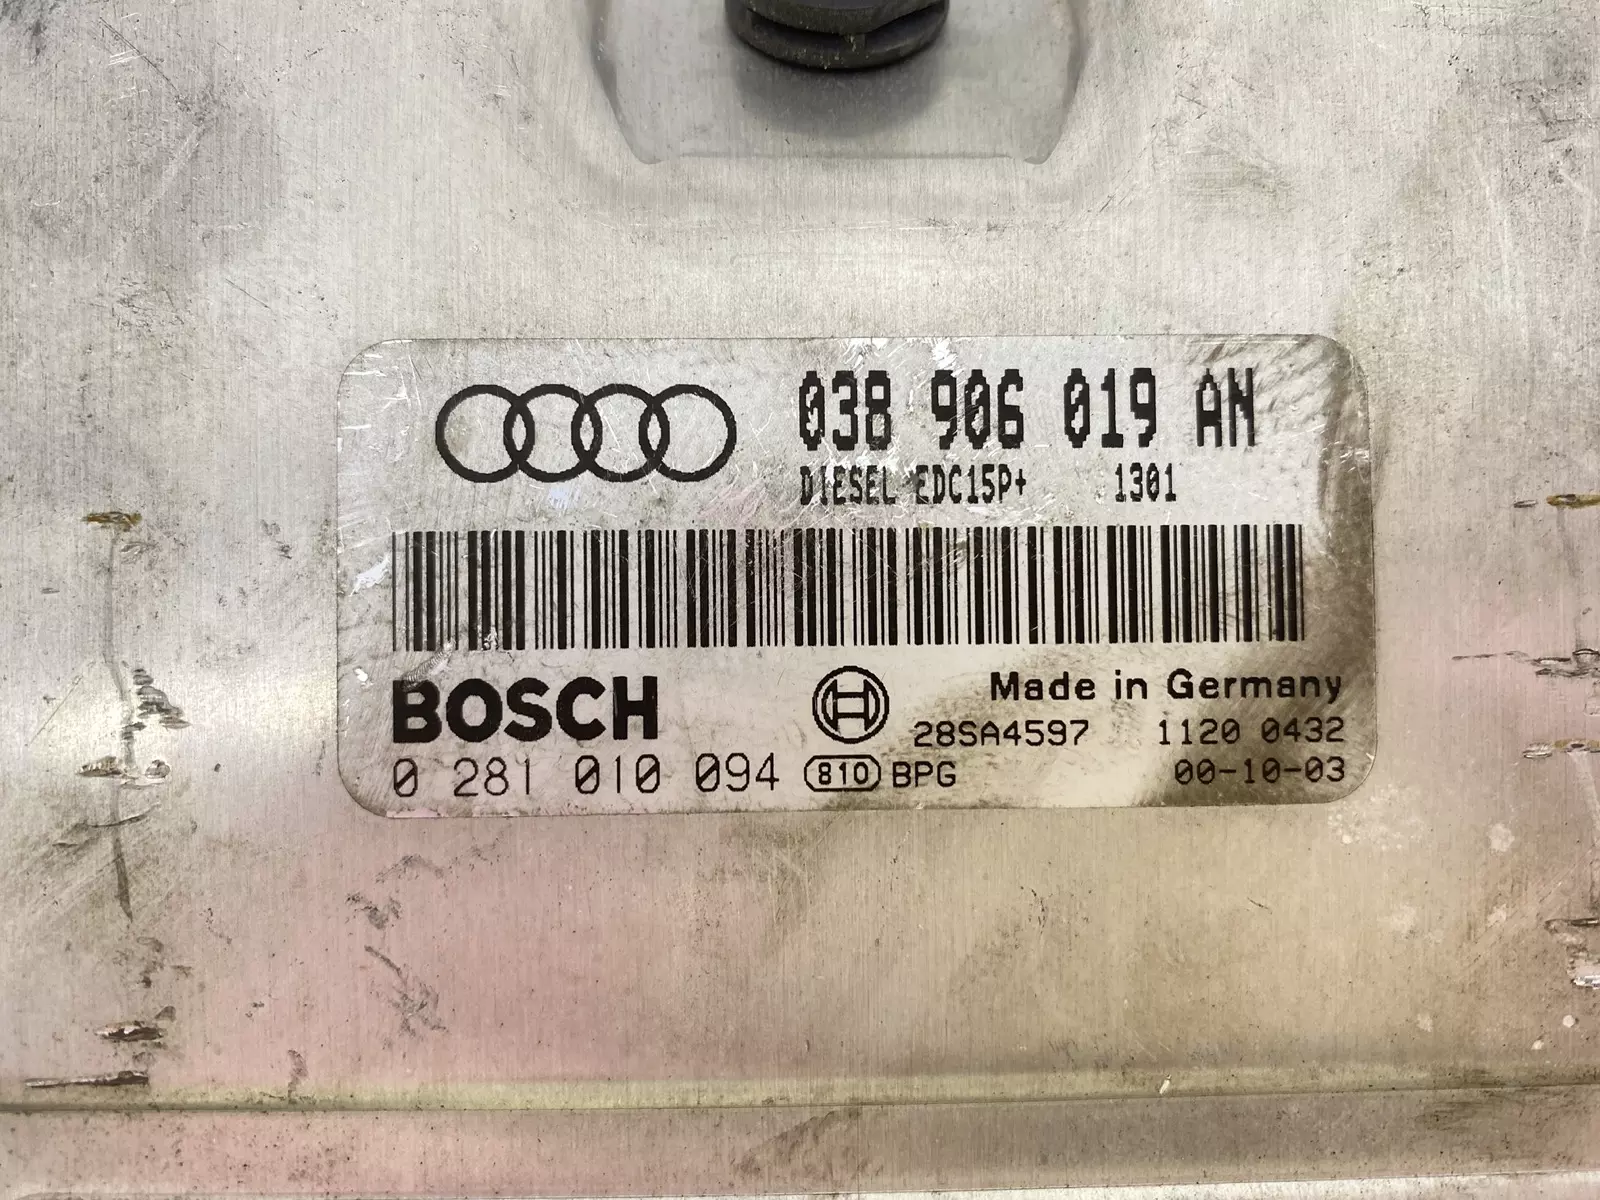 038 906 019 AN
DIESEL EDC15P+ 1301
BOSCH
Made in Germany
28SA4597 1120 0432
0 281 010 094 810 BPG 00-10-03